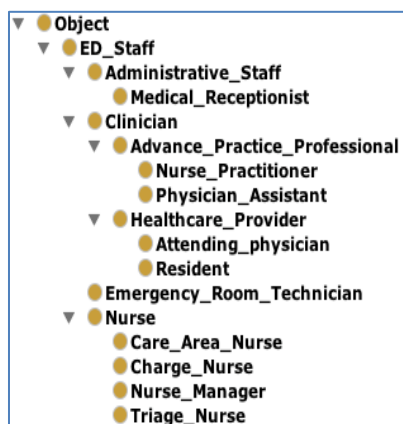 Object
ED_Staff
Administrative_Staff
Medical_Receptionist
Clinician
Advance_Practice_Professional
Nurse_Practitioner
Physician_Assistant
Healthcare_Provider
Attending_physician
Resident
Emergency_Room_Technician
Nurse
Care_Area_Nurse
Charge_Nurse
Nurse_Manager
Triage_Nurse